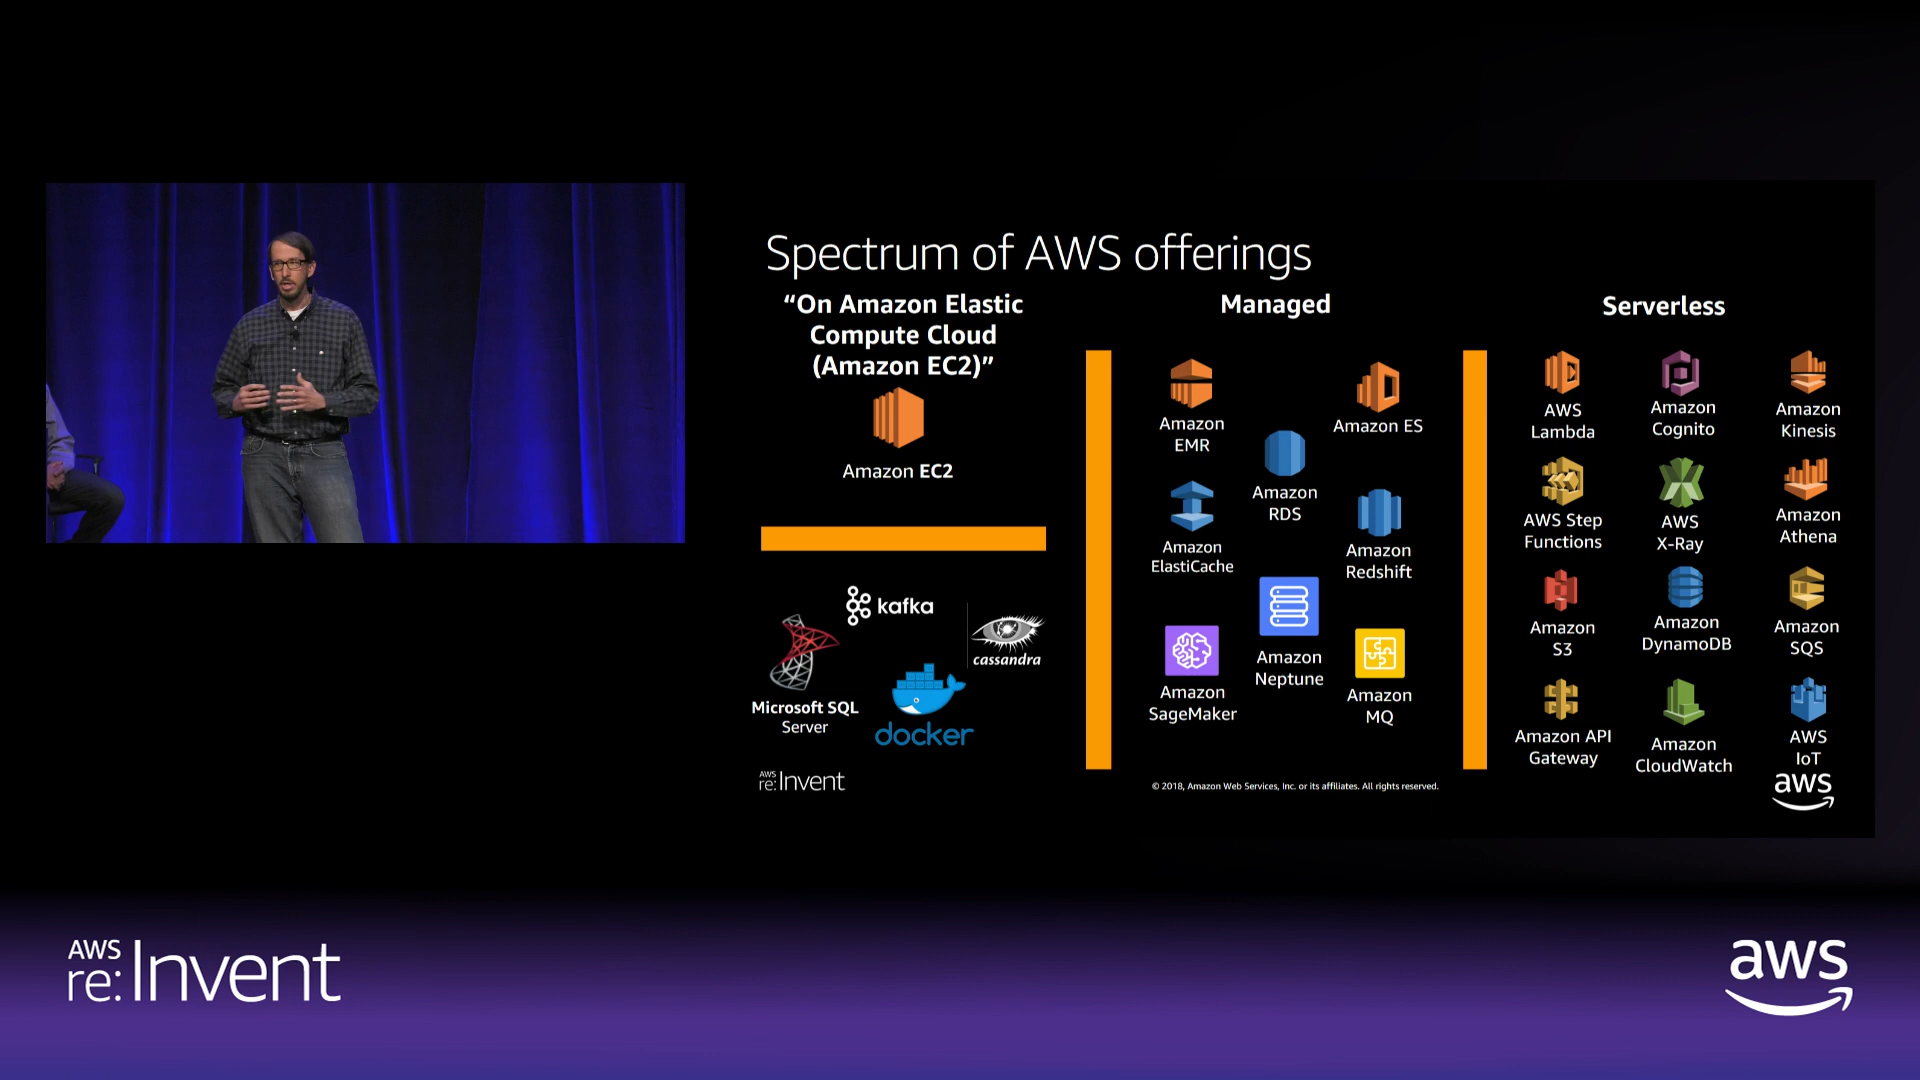 Spectrum of AWS offerings
“On Amazon Elastic
Compute Cloud
(Amazon EC2)”
Amazon EC2
kafka
cassandra
Microsoft SQL
Server
docker
Managed
Amazon
EMR
Amazon ES
Amazon
RDS
Amazon
ElastiCache
Amazon
Redshift
Amazon
SageMaker
Amazon
Neptune
Amazon
MQ
Serverless
AWS
Lambda
Amazon
Cognito
Amazon
Kinesis
AWS Step
Functions
AWS
X-Ray
Amazon
Athena
Amazon
S3
Amazon
DynamoDB
Amazon
SQS
Amazon API
Gateway
Amazon
CloudWatch
AWS
IoT
AWS
re:Invent
© 2018, Amazon Web Services, Inc. or its affiliates. All rights reserved.
aws
AWS
re:Invent
aws